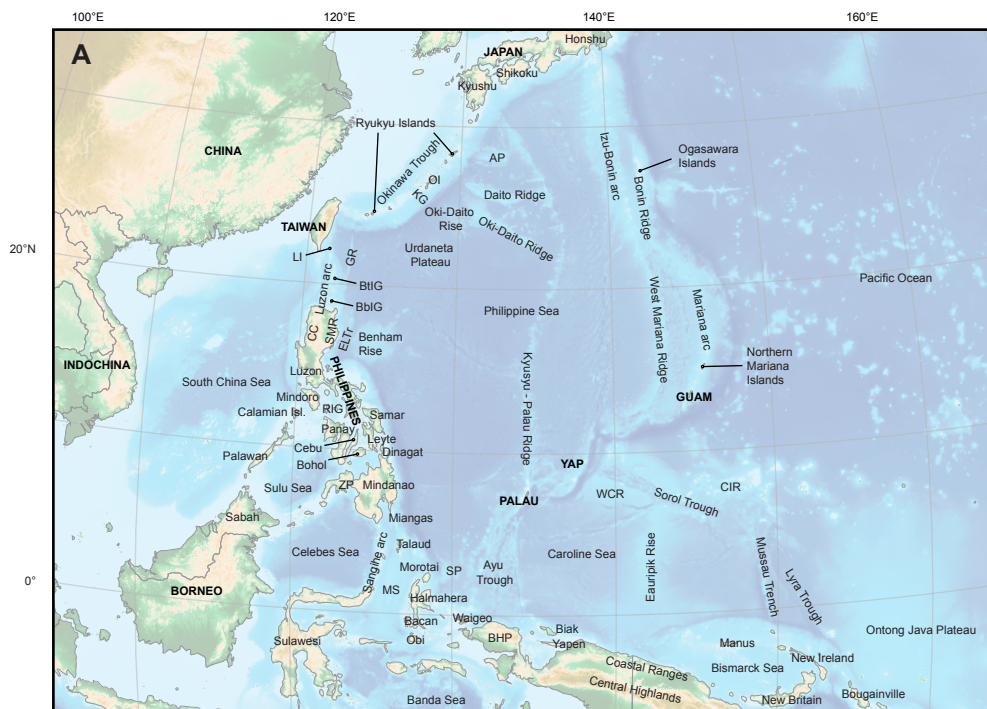 100°E
120°E
140°E
160°E
A
JAPAN
Honshu
Shikoku
Kyushu
Ryukyu Islands
CHINA
Okinawa Trough
AP
Izu-Bonin arc
Ogasawara
Islands
OI
KG
Daito Ridge
Bonin Ridge
Oki-Daito
Rise
Oki-Daito Ridge
TAIWAN
20°N
LI
GR
Urdaneta
Plateau
Pacific Ocean
BtIG
Luzon arc
BbIG
Philippine Sea
West Mariana Ridge
Mariana arc
CC
SMR
ELTr
Benham
Rise
Northern
Mariana
Islands
INDOCHINA
Luzon
PHILIPPINES
Kyusyu - Palau Ridge
South China Sea
GUAM
Mindoro
Calamian Isl.
RIG
Samar
Panay
Leyte
Cebu
Dinagat
Palawan
Bohol
YAP
Sulu Sea
ZP
Mindanao
PALAU
WCR
Sorol Trough
CIR
Sabah
Miangas
Celebes Sea
Sangihe arc
Talaud
Caroline Sea
Eauripik Rise
Mussau Trench
Lyra Trough
Morotai
SP
Ayu
Trough
0°
BORNEO
MS
Halmahera
Bacan
Waigeo
Biak
Sulawesi
Obi
BHP
Yapen
Manus
Ontong Java Plateau
Coastal Ranges
Bismarck Sea
New Ireland
Central Highlands
Banda Sea
New Britain
Bougainville